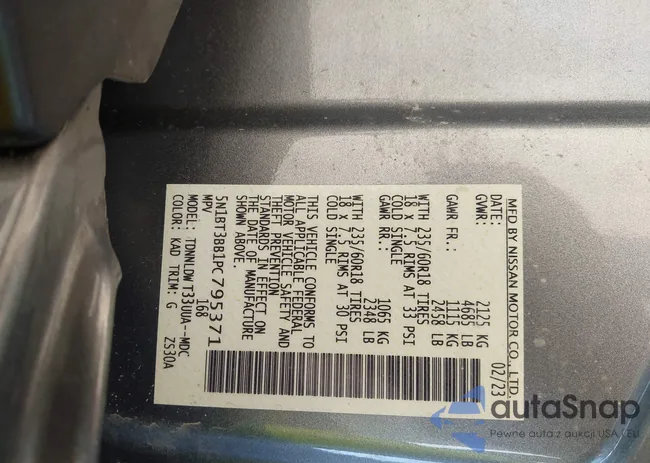 MFD BY NISSAN MOTOR CO., LTD.
DATE: 02/23
GVWR: 2125 KG
4685 LB
GAWR FR.: 1115 KG
2458 LB
WITH 235/60R18 TIRES
18 X 7.5 RIMS AT 33 PSI
COLD SINGLE
GAWR RR.: 1065 KG
2348 LB
WITH 235/60R18 TIRES
18 X 7.5 RIMS AT 30 PSI
COLD SINGLE
THIS VEHICLE CONFORMS TO
ALL APPLICABLE FEDERAL
MOTOR VEHICLE SAFETY AND
THEFT PREVENTION
STANDARDS IN EFFECT ON
THE DATE OF MANUFACTURE
SHOWN ABOVE.
5N1BT3BB1PC795371
MPV 168
MODEL: TDNNLDWT33UUA--MDC
COLOR: KAD TRIM: G ZS30A
autaSnap
Pewne auta z aukcji USA i EU